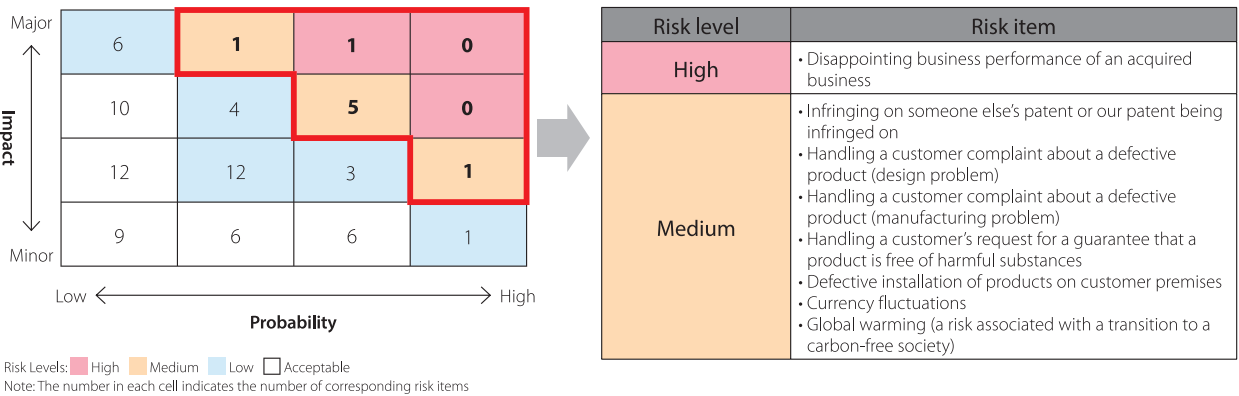 Major
6 1 1 0
10 4 5 0
Impact
12 12 3 1
9 6 6 1
Minor
Low High
Probability
Risk Levels: High Medium Low Acceptable
Note: The number in each cell indicates the number of corresponding risk items
Risk level Risk item
High
• Disappointing business performance of an acquired
business
Medium
• Infringing on someone else's patent or our patent being
infringed on
• Handling a customer complaint about a defective
product (design problem)
• Handling a customer complaint about a defective
product (manufacturing problem)
• Handling a customer's request for a guarantee that a
product is free of harmful substances
• Defective installation of products on customer premises
• Currency fluctuations
• Global warming (a risk associated with a transition to a
carbon-free society)